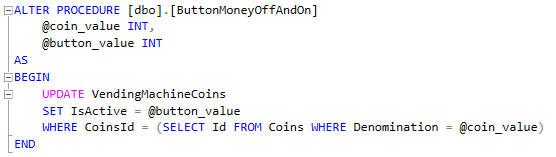 ALTER PROCEDURE [dbo].[ButtonMoneyOffAndOn]
@coin_value INT,
@button_value INT
AS
BEGIN
UPDATE VendingMachineCoins
SET IsActive = @button_value
WHERE CoinsId = (SELECT Id FROM Coins WHERE Denomination = @coin_value)
END